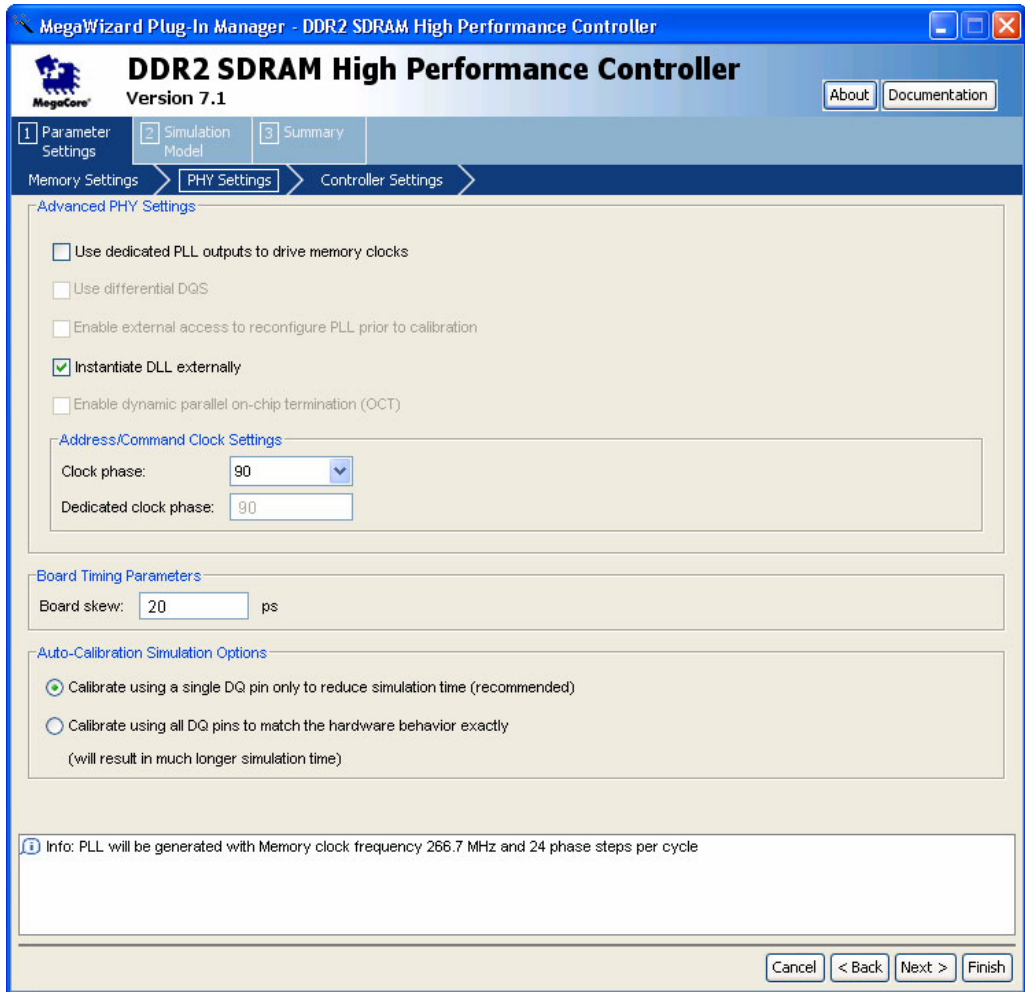 MegaWizard Plug-In Manager - DDR2 SDRAM High Performance Controller
MegaCore®
DDR2 SDRAM High Performance Controller
Version 7.1
About Documentation
1 Parameter Settings
2 Simulation Model
3 Summary
Memory Settings PHY Settings Controller Settings
Advanced PHY Settings
Use dedicated PLL outputs to drive memory clocks
Use differential DQS
Enable external access to reconfigure PLL prior to calibration
Instantiate DLL externally
Enable dynamic parallel on-chip termination (OCT)
Address/Command Clock Settings
Clock phase: 90
Dedicated clock phase: 90
Board Timing Parameters
Board skew: 20 ps
Auto-Calibration Simulation Options
Calibrate using a single DQ pin only to reduce simulation time (recommended)
Calibrate using all DQ pins to match the hardware behavior exactly
(will result in much longer simulation time)
Info: PLL will be generated with Memory clock frequency 266.7 MHz and 24 phase steps per cycle
Cancel < Back Next > Finish